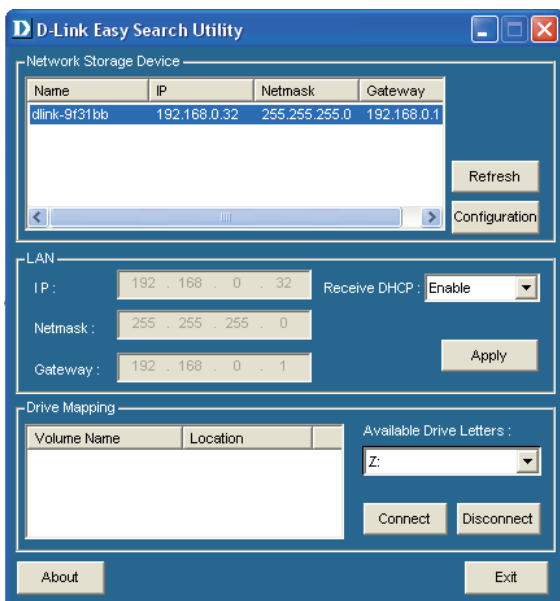 D D-Link Easy Search Utility
Network Storage Device
Name IP Netmask Gateway
dlink-9f31bb 192.168.0.32 255.255.255.0 192.168.0.1
Refresh
Configuration
LAN
IP : 192 . 168 . 0 . 32 Receive DHCP : Enable
Netmask : 255 . 255 . 255 . 0
Gateway : 192 . 168 . 0 . 1
Apply
Drive Mapping
Volume Name Location
Available Drive Letters :
Z:
Connect Disconnect
About Exit